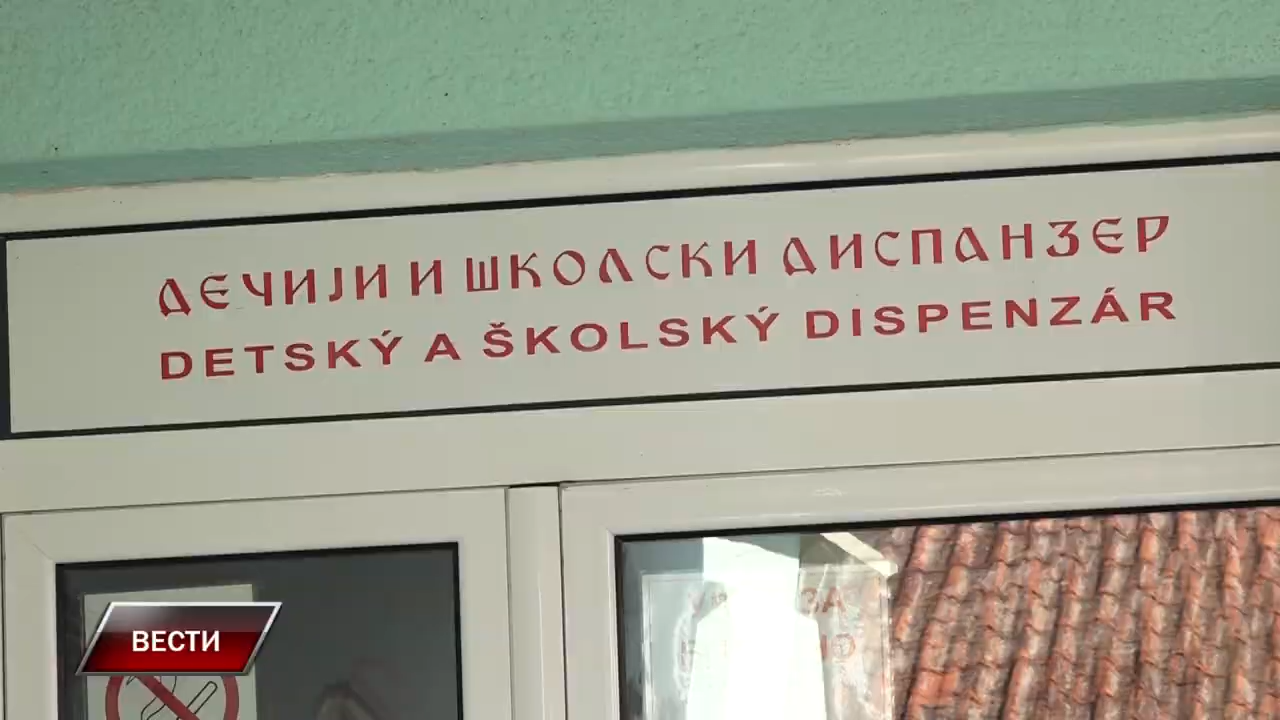 ДЕЧИЈИ И ШКОЛСКИ ДИСПАНЗЕР
DETSKÝ A ŠKOLSKÝ DISPENZÁR
ВЕСТИ